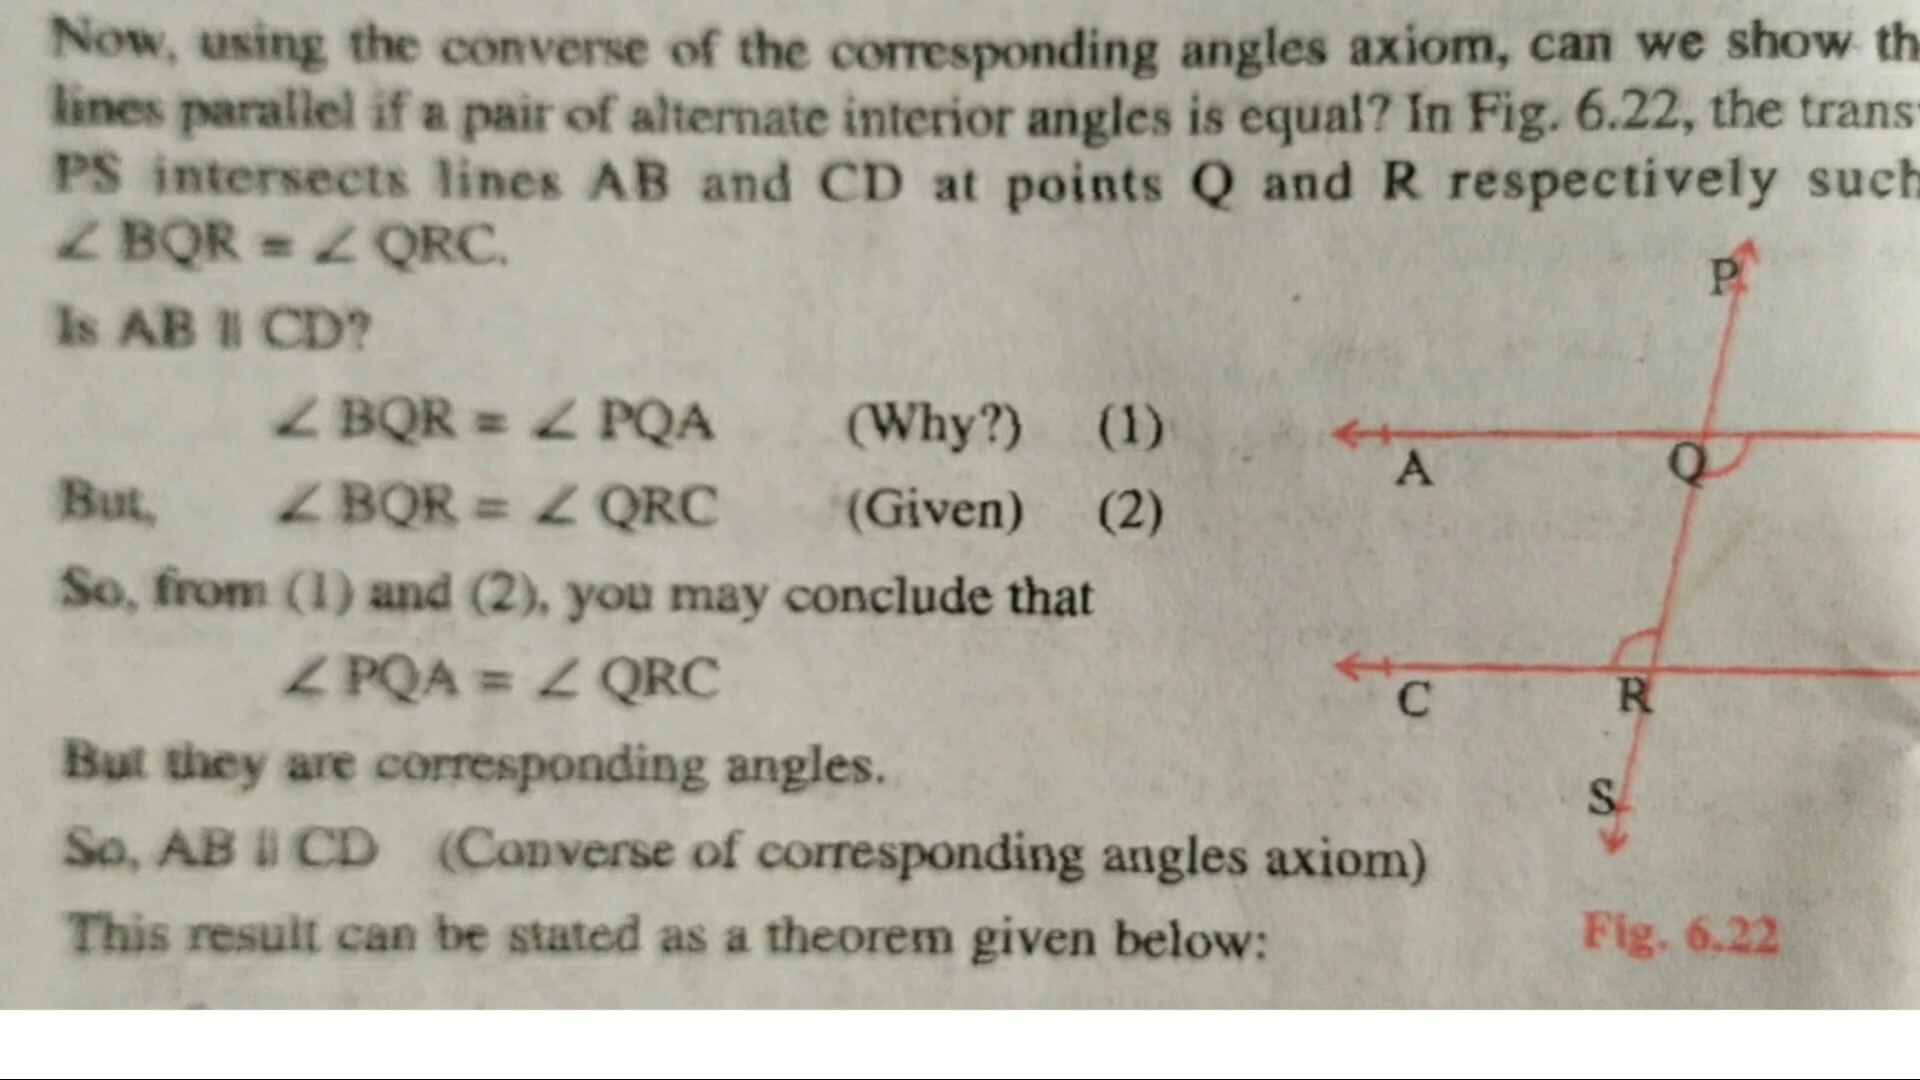 Now, using the converse of the corresponding angles axiom, can we show th
lines parallel if a pair of alternate interior angles is equal? In Fig. 6.22, the trans
PS intersects lines AB and CD at points Q and R respectively such
∠ BQR = ∠ QRC.
Is AB || CD?
∠ BQR = ∠ PQA (Why?) (1)
But, ∠ BQR = ∠ QRC (Given) (2)
So, from (1) and (2), you may conclude that
∠ PQA = ∠ QRC
But they are corresponding angles.
So, AB || CD (Converse of corresponding angles axiom)
This result can be stated as a theorem given below:
P
A
Q
C
R
S
Fig. 6.22